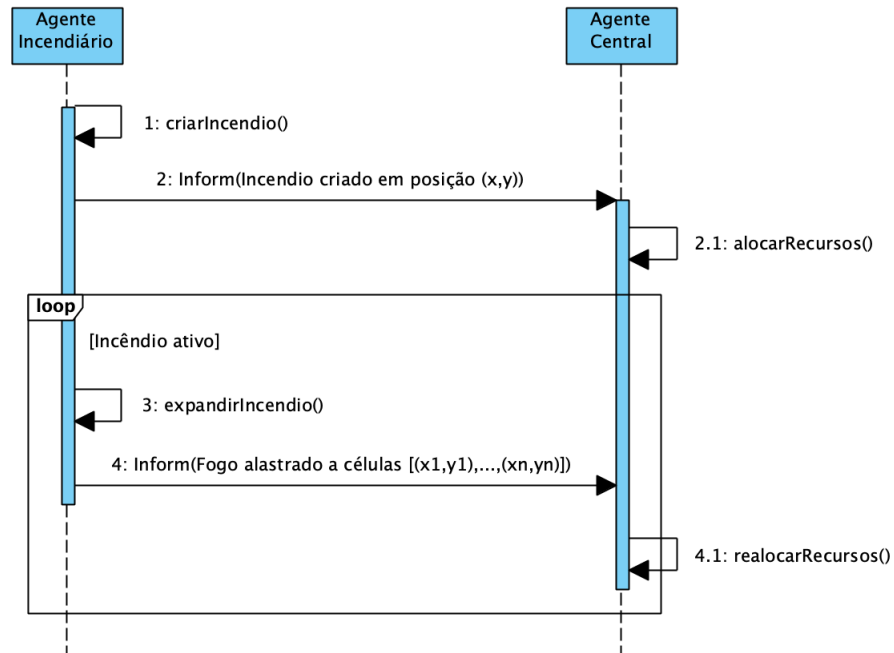 Agente
Incendiário
Agente
Central
1: criarIncendio()
2: Inform(Incendio criado em posição (x,y))
2.1: alocarRecursos()
loop
[Incêndio ativo]
3: expandirIncendio()
4: Inform(Fogo alastrado a células [(x1,y1),...,(xn,yn)])
4.1: realocarRecursos()